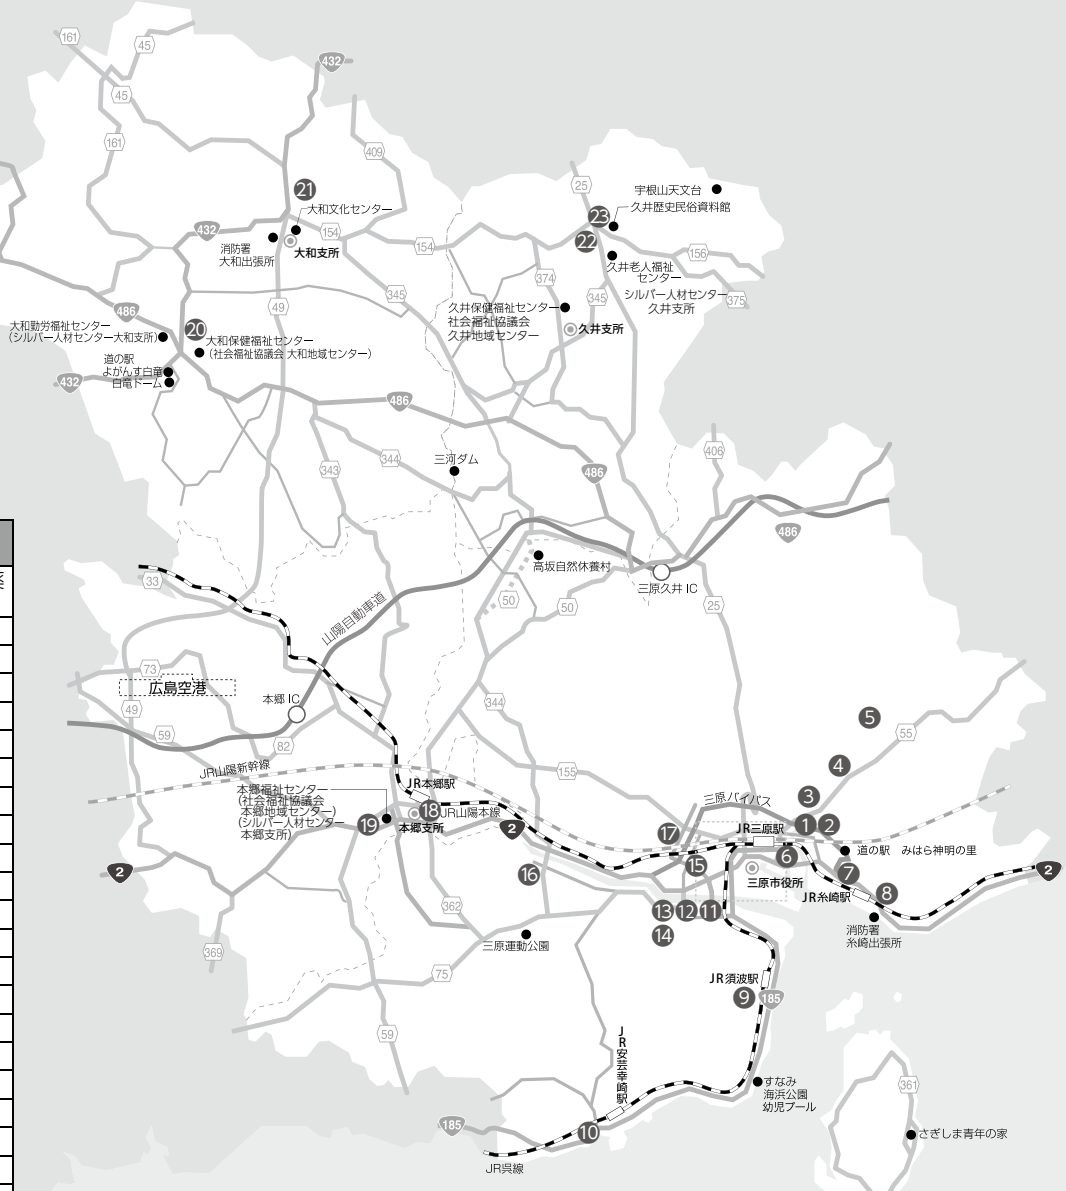 161
45
432
45
161
409
25
宇根山天文台
21
久井歴史民俗資料館
大和文化センター
23
432
154
154
22
消防署
大和出張所
大和支所
156
久井老人福祉
センター
374
345
345
シルバー人材センター
久井支所
375
49
486
久井保健福祉センター
社会福祉協議会
久井地域センター
久井支所
大和勤労福祉センター
(シルバー人材センター大和支所)
20
大和保健福祉センター
(社会福祉協議会 大和地域センター)
道の駅
よがんす白竜
白竜ドーム
432
486
343
344
三河ダム
486
406
486
高坂自然休養村
三原久井 IC
33
50
50
25
山陽自動車道
73
広島空港
本郷 IC
49
59
82
344
5
55
4
JR山陽新幹線
155
JR本郷駅
3
三原バイパス
本郷福祉センター
(社会福祉協議会
本郷地域センター)
(シルバー人材センター
本郷支所)
18
JR山陽本線
19
本郷支所
2
17
JR三原駅
1
2
道の駅 みはら神明の里
2
16
15
6
三原市役所
7
2
JR糸崎駅
8
362
13
12
11
消防署
糸崎出張所
14
三原運動公園
369
75
JR須波駅
9
185
59
JR安芸幸崎駅
すなみ
海浜公園
幼児プール
361
185
10
さぎしま青年の家
JR呉線